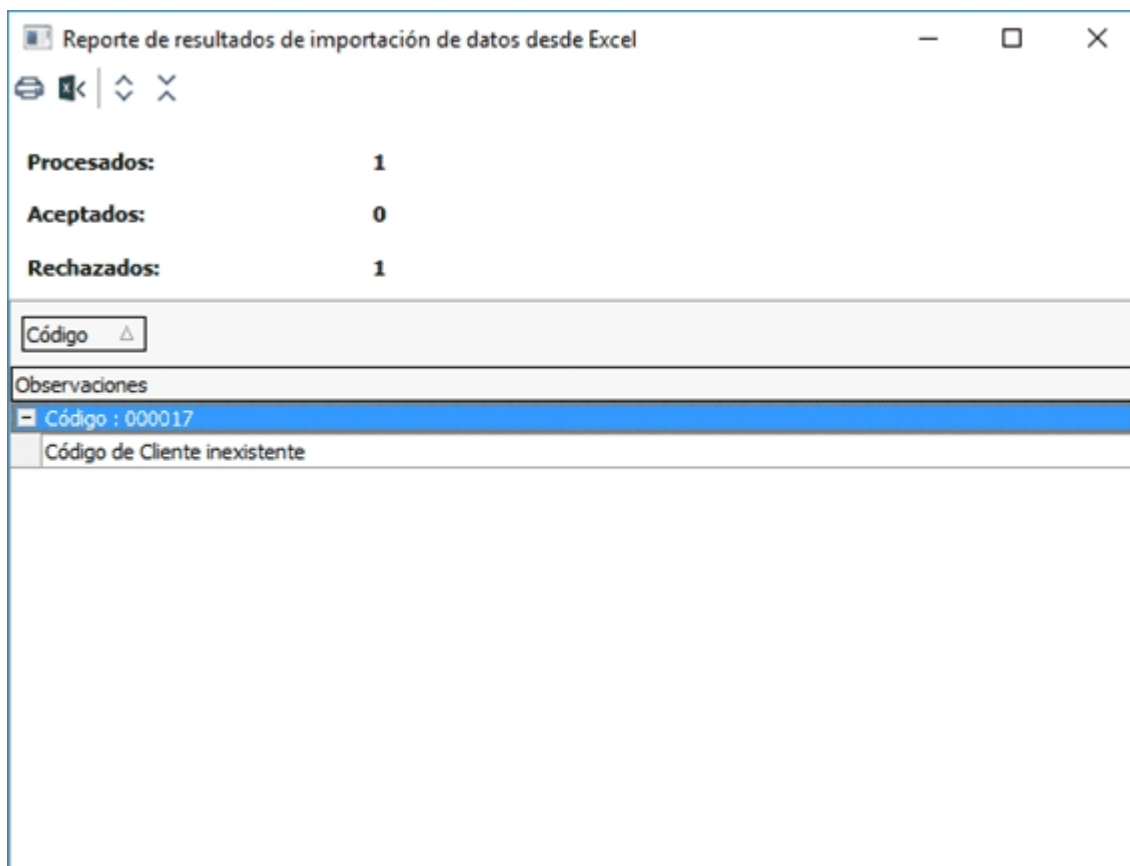 Reporte de resultados de importación de datos desde Excel
Procesados: 1
Aceptados: 0
Rechazados: 1
Código
Observaciones
Código : 000017
Código de Cliente inexistente